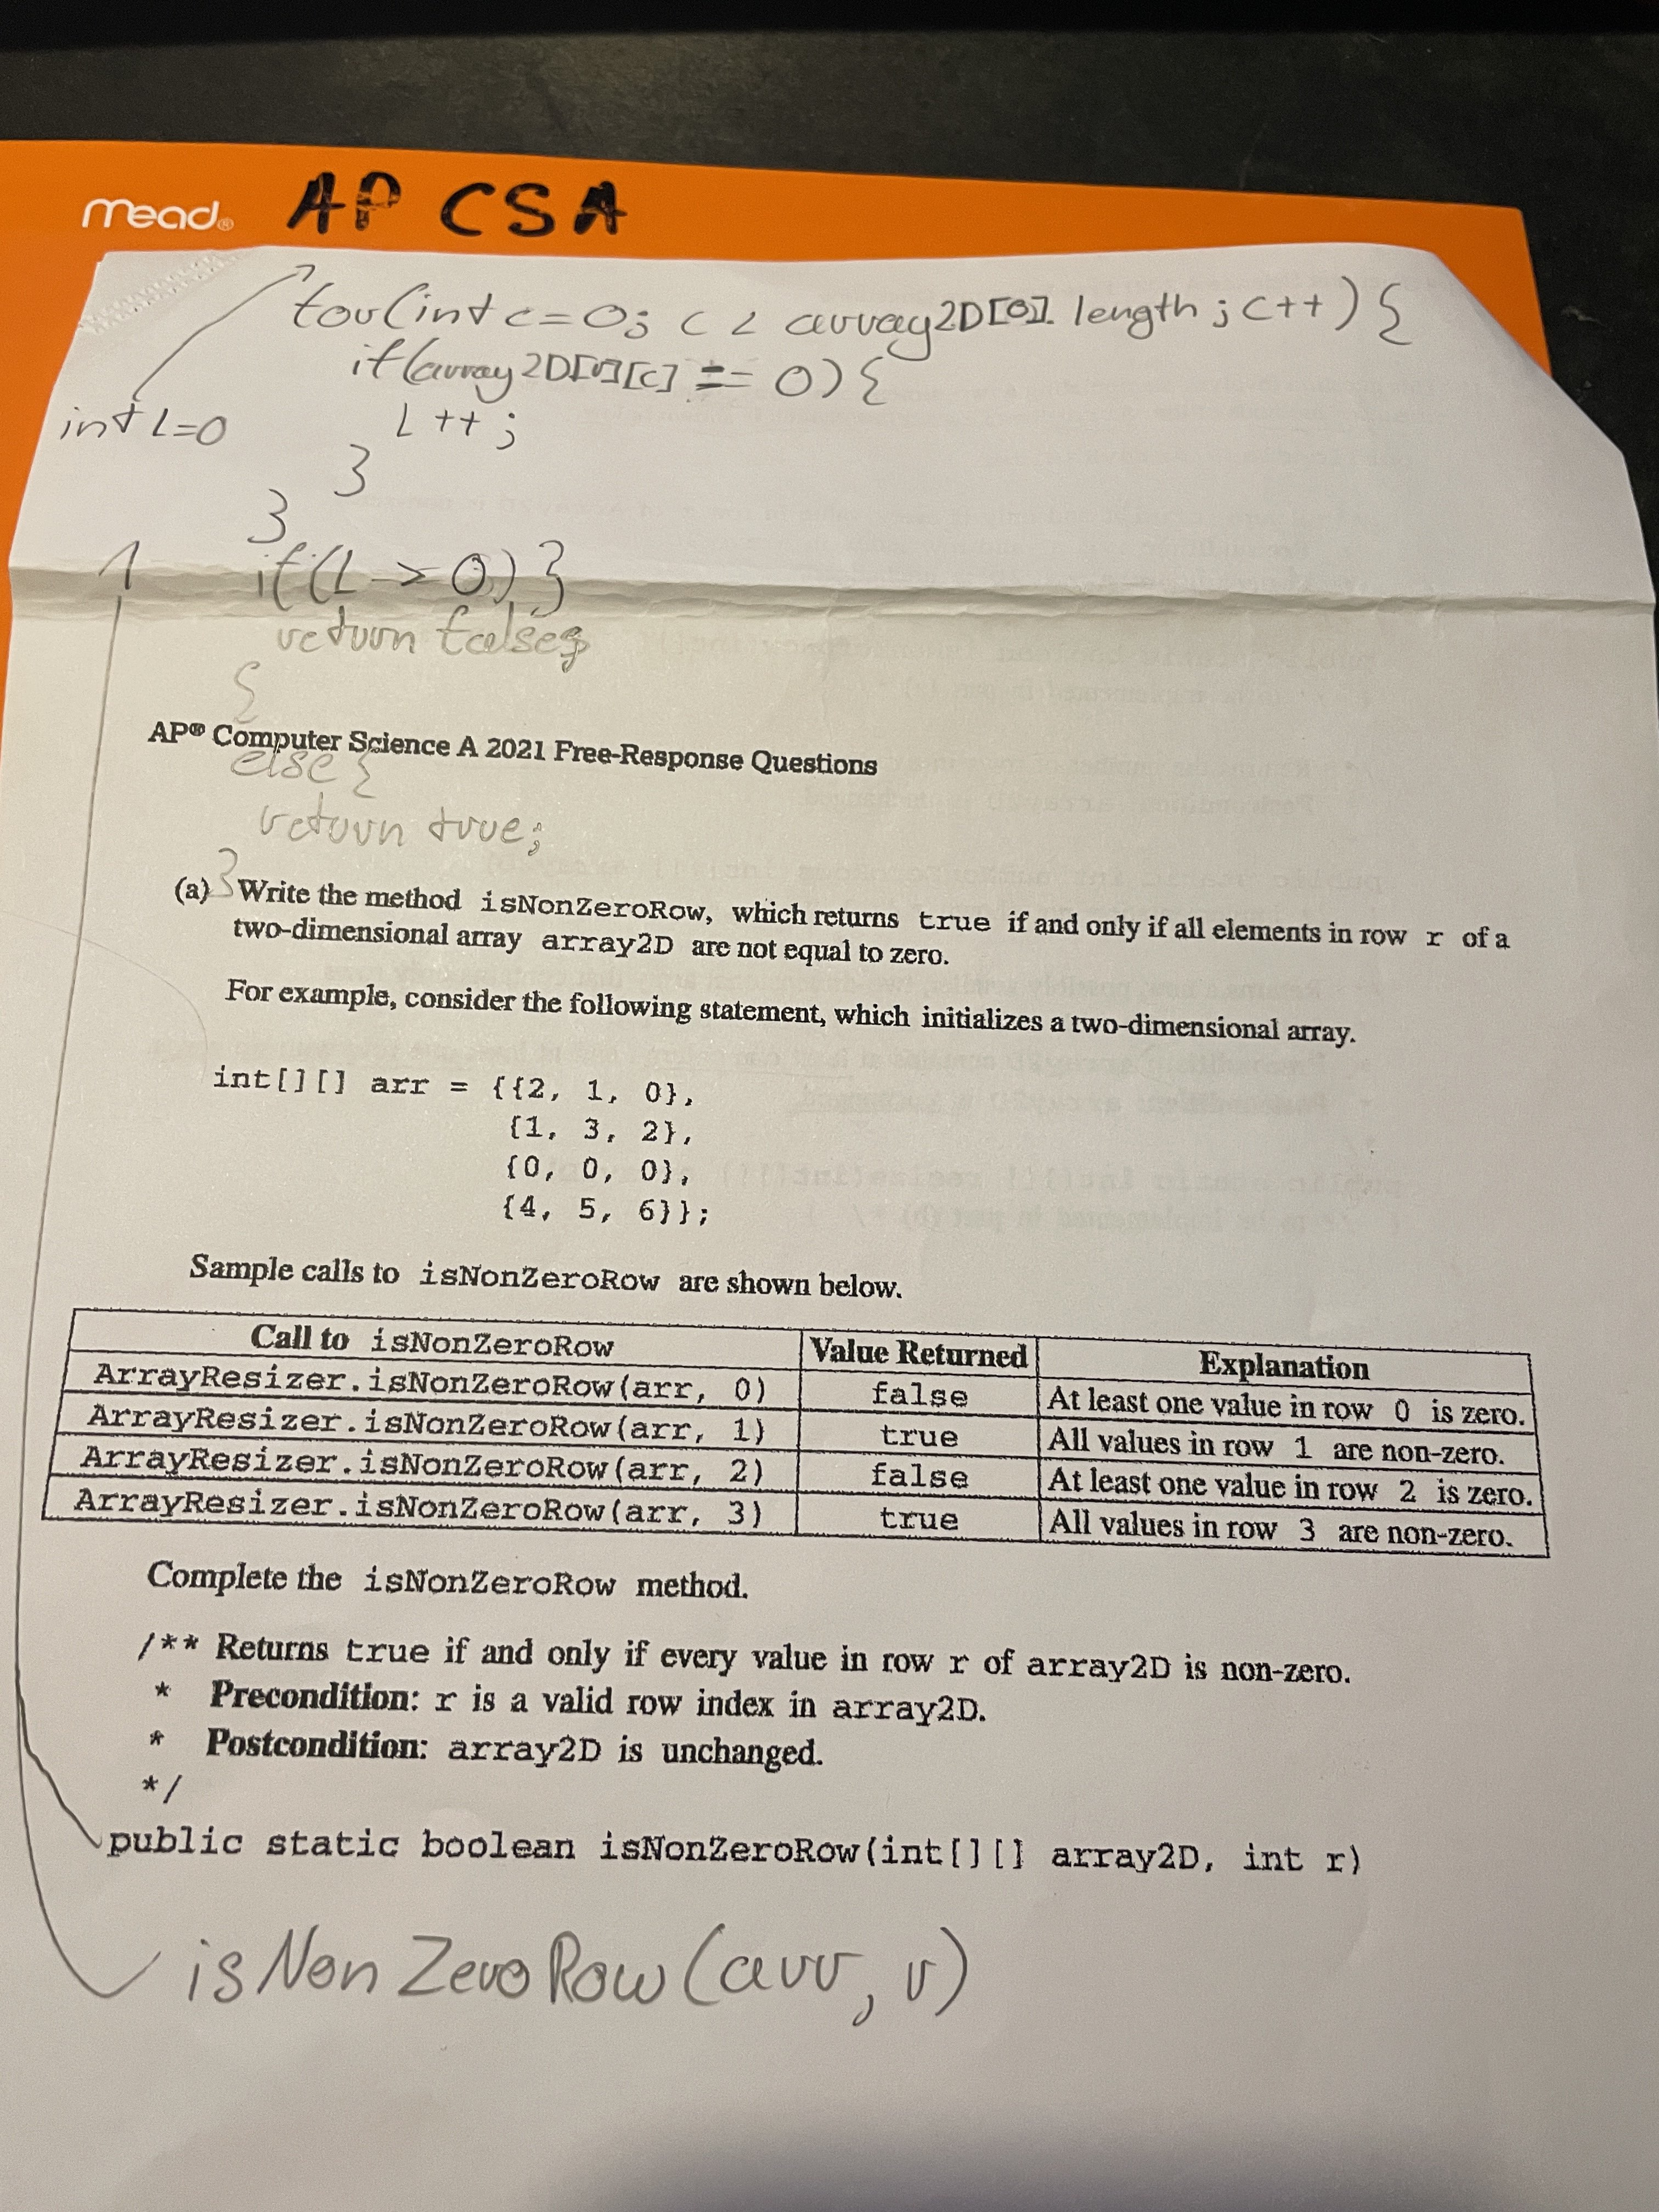 mead® AP CSA
for(int c=0; c < array2D[0].length; c++){
if(array2D[r][c] == 0){
int L=0
L++;
}
}
1
if(L > 0)}
return false;
{
AP® Computer Science A 2021 Free-Response Questions
else{
return true;
}
(a) Write the method isNonZeroRow, which returns true if and only if all elements in row r of a
two-dimensional array array2D are not equal to zero.
For example, consider the following statement, which initializes a two-dimensional array.
int[][] arr = {{2, 1, 0},
{1, 3, 2},
{0, 0, 0},
{4, 5, 6}};
Sample calls to isNonZeroRow are shown below.
Call to isNonZeroRow Value Returned Explanation
ArrayResizer.isNonZeroRow(arr, 0) false At least one value in row 0 is zero.
ArrayResizer.isNonZeroRow(arr, 1) true All values in row 1 are non-zero.
ArrayResizer.isNonZeroRow(arr, 2) false At least one value in row 2 is zero.
ArrayResizer.isNonZeroRow(arr, 3) true All values in row 3 are non-zero.
Complete the isNonZeroRow method.
/** Returns true if and only if every value in row r of array2D is non-zero.
* Precondition: r is a valid row index in array2D.
* Postcondition: array2D is unchanged.
*/
public static boolean isNonZeroRow(int[][] array2D, int r)
isNonZeroRow(arr, r)